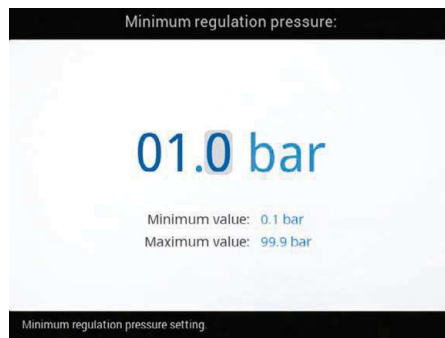 Minimum regulation pressure:
01.0 bar
Minimum value: 0.1 bar
Maximum value: 99.9 bar
Minimum regulation pressure setting.